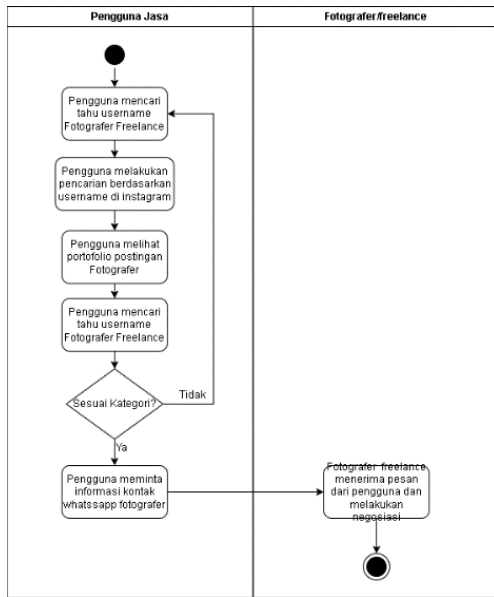 Pengguna Jasa
Fotografer/freelance
Pengguna mencari
tahu username
Fotografer Freelance
Pengguna melakukan
pencarian berdasarkan
username di instagram
Pengguna melihat
portofolio postingan
Fotografer
Pengguna mencari
tahu username
Fotografer Freelance
Sesuai Kategori?
Tidak
Ya
Pengguna meminta
informasi kontak
whatssapp fotografer
Fotografer freelance
menerima pesan
dari pengguna dan
melakukan
negosiasi